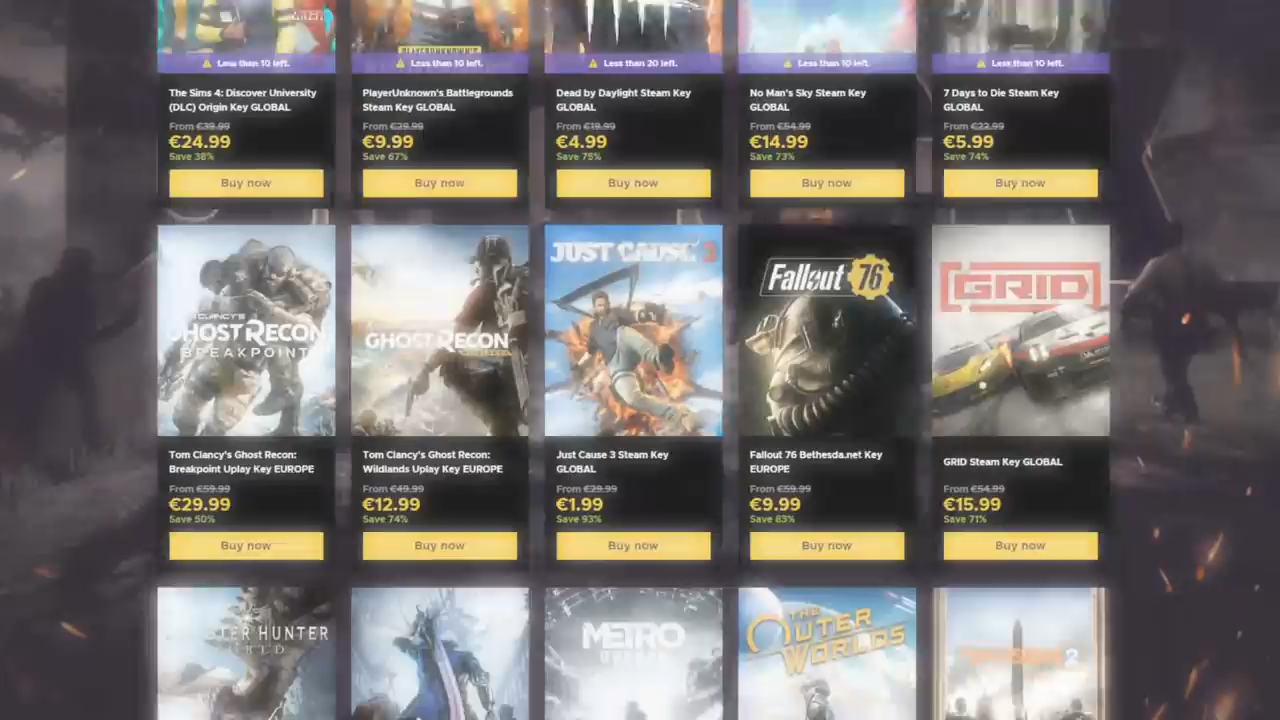 Less than 10 left.
Less than 10 left.
Less than 20 left.
Less than 10 left.
Less than 10 left.
The Sims 4: Discover University
(DLC) Origin Key GLOBAL
From €39.99
€24.99
Save 38%
Buy now
PlayerUnknown's Battlegrounds
Steam Key GLOBAL
From €29.99
€9.99
Save 67%
Buy now
Dead by Daylight Steam Key
GLOBAL
From €19.99
€4.99
Save 75%
Buy now
No Man's Sky Steam Key
GLOBAL
From €54.99
€14.99
Save 73%
Buy now
7 Days to Die Steam Key
GLOBAL
From €22.99
€5.99
Save 74%
Buy now
GHOST RECON
BREAKPOINT
Tom Clancy's Ghost Recon:
Breakpoint Uplay Key EUROPE
From €59.99
€29.99
Save 50%
Buy now
GHOST RECON
Tom Clancy's Ghost Recon:
Wildlands Uplay Key EUROPE
From €49.99
€12.99
Save 74%
Buy now
JUST CAUSE 3
Just Cause 3 Steam Key
GLOBAL
From €29.99
€1.99
Save 93%
Buy now
Fallout 76
Fallout 76 Bethesda.net Key
EUROPE
From €59.99
€9.99
Save 83%
Buy now
GRID
GRID Steam Key GLOBAL
From €54.99
€15.99
Save 71%
Buy now
HUNTER
METRO
THE
OUTER
WORLDS
2